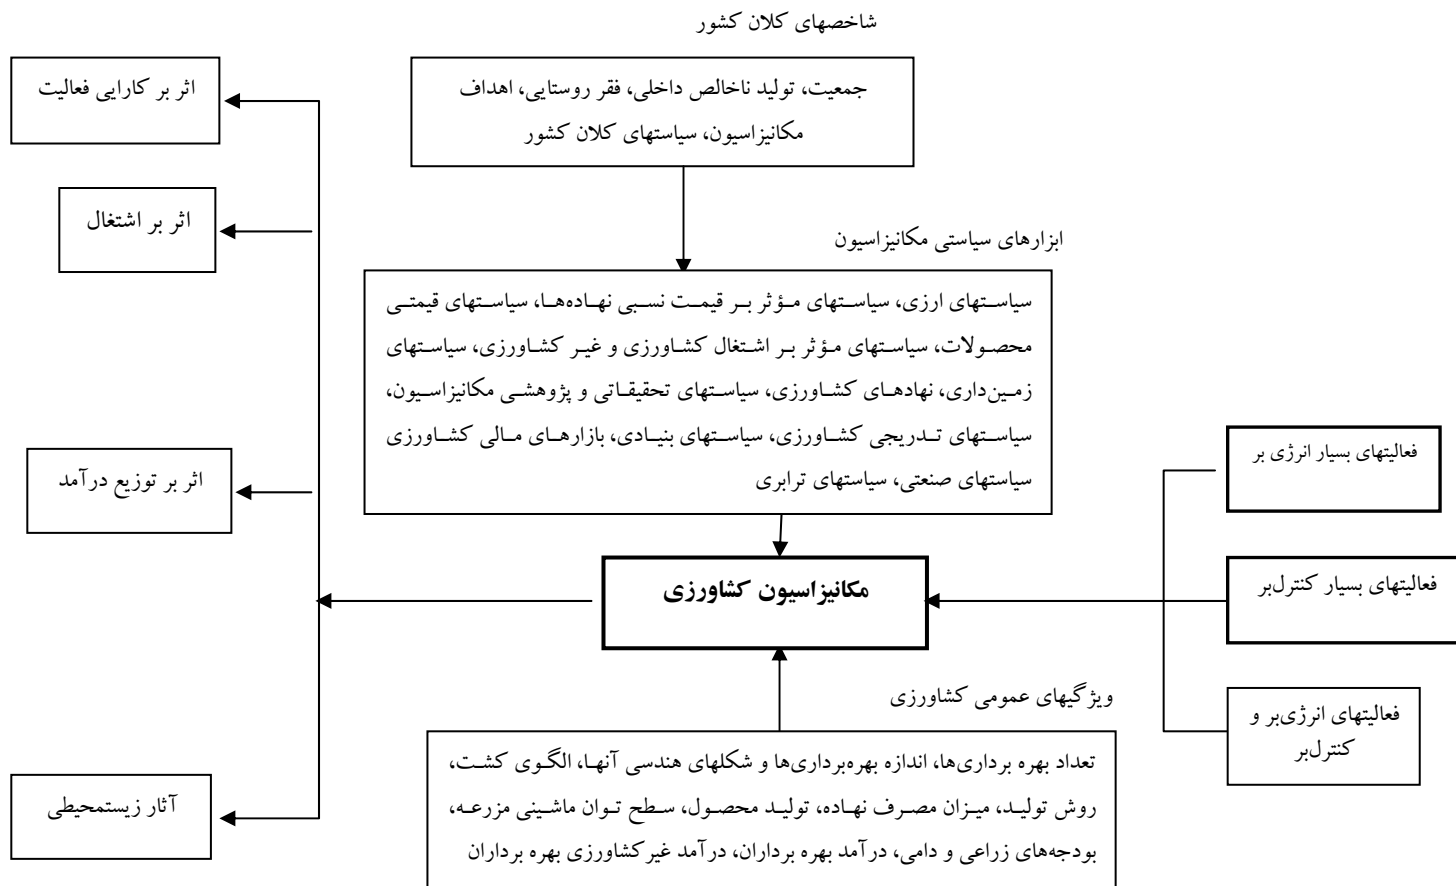 شاخصهای کلان کشور
جمعیت، تولید ناخالص داخلی، فقر روستایی، اهداف
مکانیزاسیون، سیاستهای کلان کشور
ابزارهای سیاستی مکانیزاسیون
سیاستهای ارزی، سیاستهای مؤثر بر قیمت نسبی نهاده‌ها، سیاستهای قیمتی
محصولات، سیاستهای مؤثر بر اشتغال کشاورزی و غیر کشاورزی، سیاستهای
زمین‌داری، نهادهای کشاورزی، سیاستهای تحقیقاتی و پژوهشی مکانیزاسیون،
سیاستهای تدریجی کشاورزی، سیاستهای بنیادی، بازارهای مالی کشاورزی
سیاستهای صنعتی، سیاستهای ترابری
فعالیتهای بسیار انرژی بر
فعالیتهای بسیار کنترل‌بر
فعالیتهای انرژی‌بر و
کنترل‌بر
مکانیزاسیون کشاورزی
ویژگیهای عمومی کشاورزی
تعداد بهره برداری‌ها، اندازه بهره‌برداری‌ها و شکلهای هندسی آنها، الگوی کشت،
روش تولید، میزان مصرف نهاده، تولید محصول، سطح توان ماشینی مزرعه،
بودجه‌های زراعی و دامی، درآمد بهره برداران، درآمد غیرکشاورزی بهره برداران
اثر بر کارایی فعالیت
اثر بر اشتغال
اثر بر توزیع درآمد
آثار زیستمحیطی